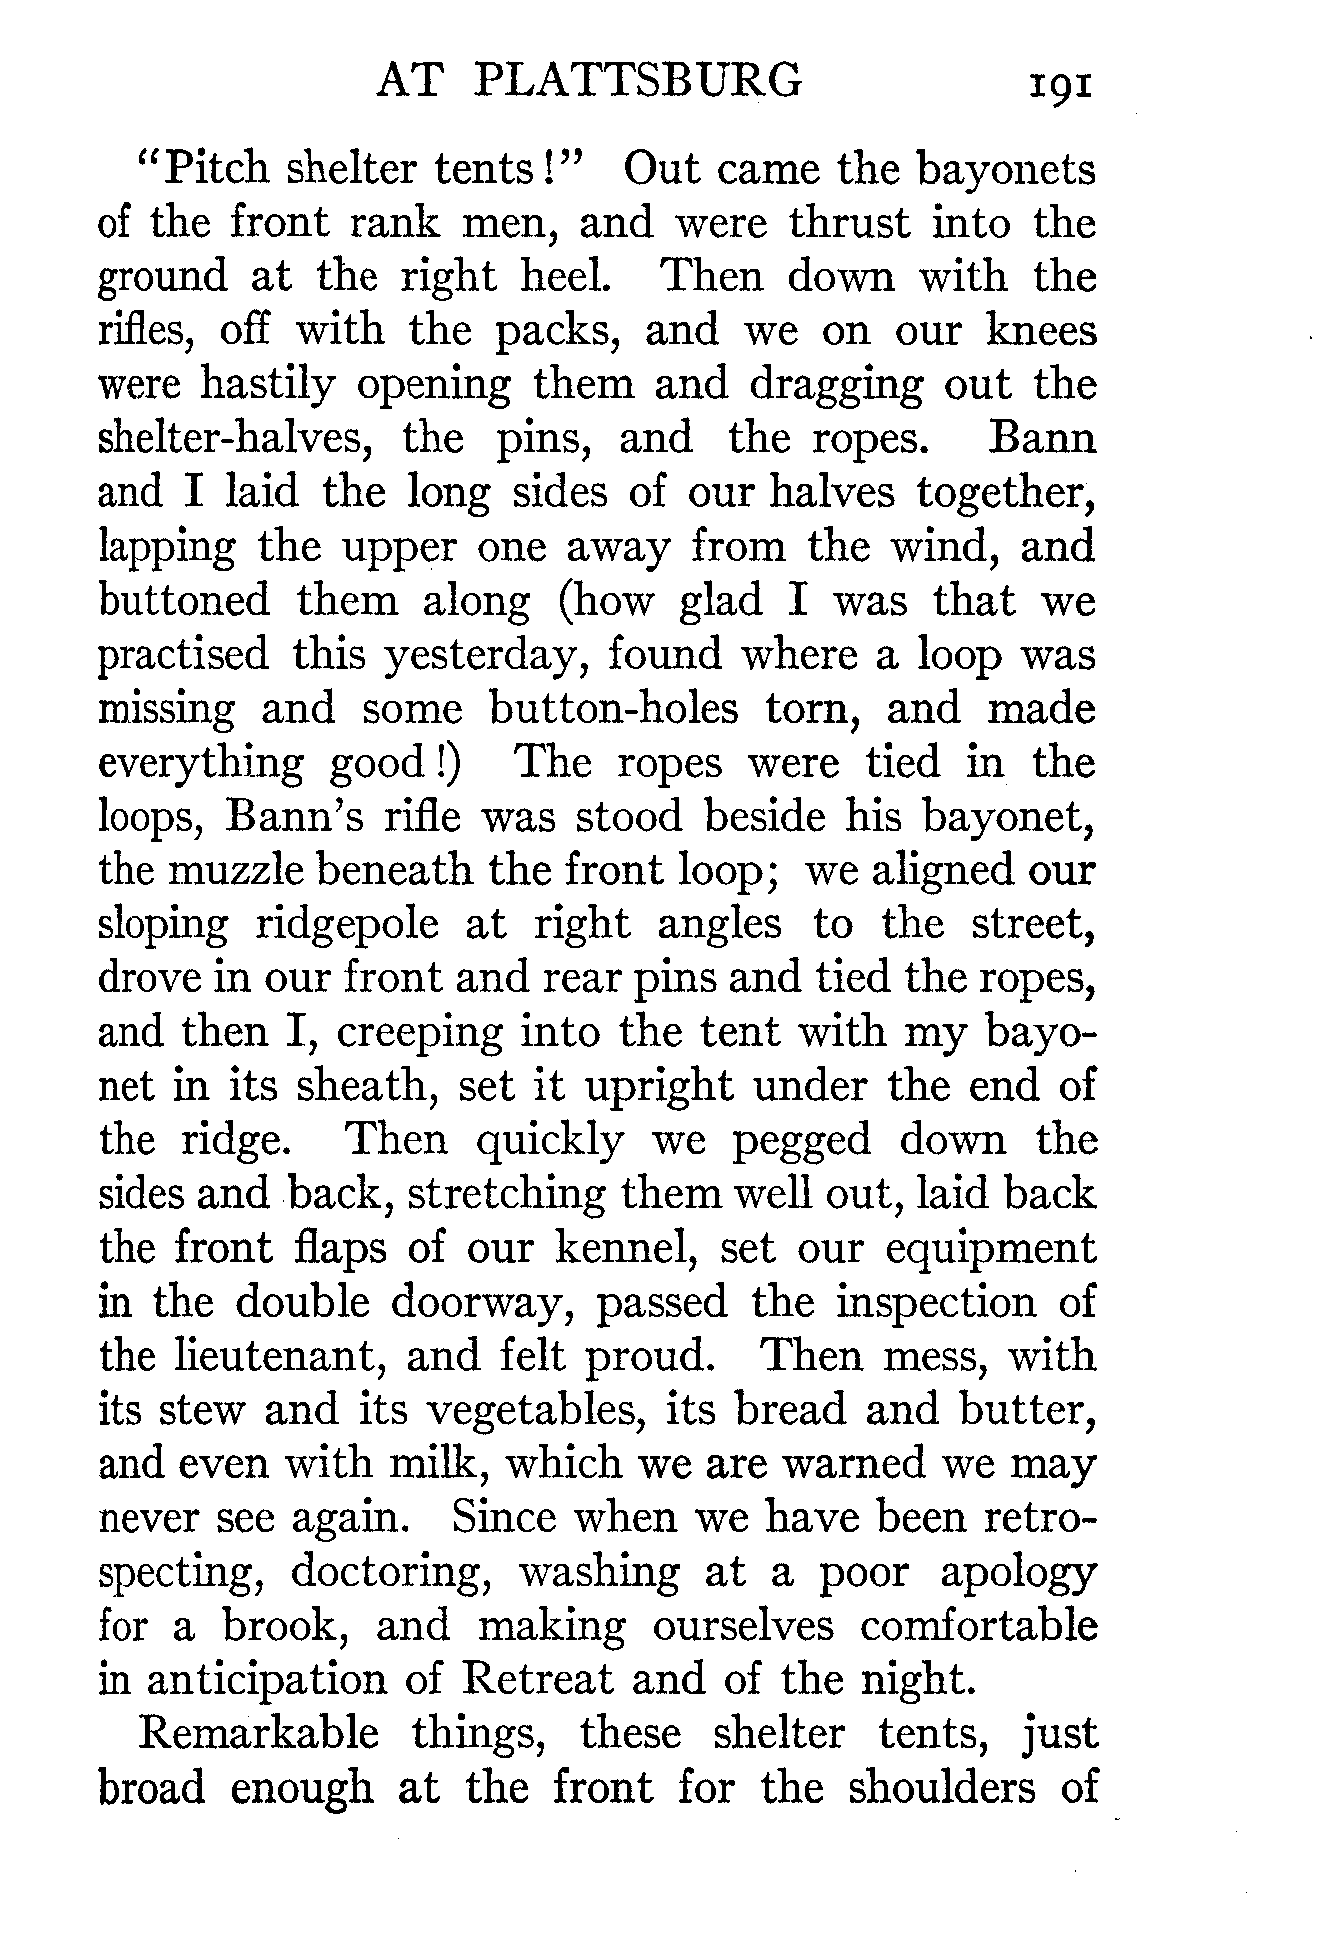 AT PLATTSBURG 191
“Pitch shelter tents!” Out came the bayonets
of the front rank men, and were thrust into the
ground at the right heel. Then down with the
rifles, off with the packs, and we on our knees
were hastily opening them and dragging out the
shelter-halves, the pins, and the ropes. Bann
and I laid the long sides of our halves together,
lapping the upper one away from the wind, and
buttoned them along (how glad I was that we
practised this yesterday, found where a loop was
missing and some button-holes torn, and made
everything good!) The ropes were tied in the
loops, Bann’s rifle was stood beside his bayonet,
the muzzle beneath the front loop; we aligned our
sloping ridgepole at right angles to the street,
drove in our front and rear pins and tied the ropes,
and then I, creeping into the tent with my bayo-
net in its sheath, set it upright under the end of
the ridge. Then quickly we pegged down the
sides and back, stretching them well out, laid back
the front flaps of our kennel, set our equipment
in the double doorway, passed the inspection of
the lieutenant, and felt proud. Then mess, with
its stew and its vegetables, its bread and butter,
and even with milk, which we are warned we may
never see again. Since when we have been retro-
specting, doctoring, washing at a poor apology
for a brook, and making ourselves comfortable
in anticipation of Retreat and of the night.
Remarkable things, these shelter tents, just
broad enough at the front for the shoulders of